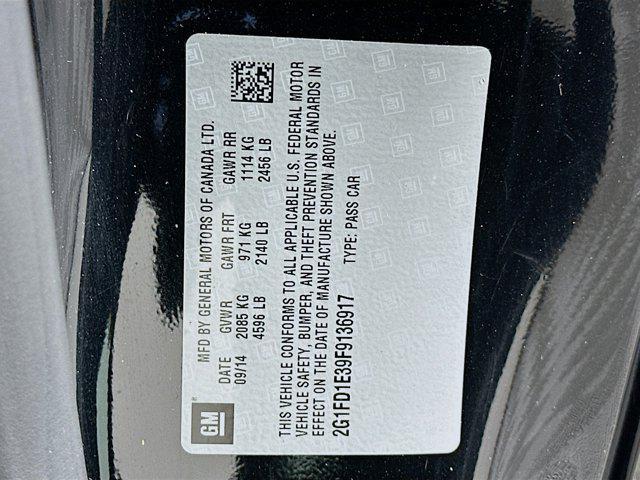 GM
®
MFD BY GENERAL MOTORS OF CANADA LTD.
DATE GVWR GAWR FRT GAWR RR
09/14 2085 KG 971 KG 1114 KG
4596 LB 2140 LB 2456 LB
THIS VEHICLE CONFORMS TO ALL APPLICABLE U.S. FEDERAL MOTOR
VEHICLE SAFETY, BUMPER, AND THEFT PREVENTION STANDARDS IN
EFFECT ON THE DATE OF MANUFACTURE SHOWN ABOVE.
2G1FD1E39F9136917 TYPE: PASS CAR